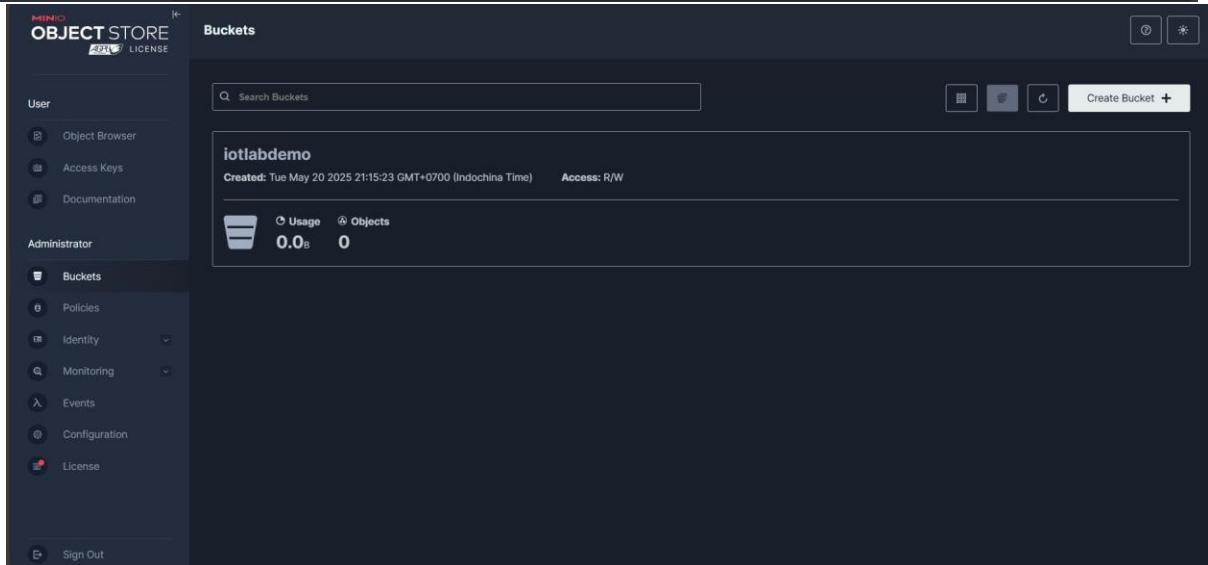 MINIO
OBJECT STORE
AGPLv3 LICENSE
User
Object Browser
Access Keys
Documentation
Administrator
Buckets
Policies
Identity
Monitoring
Events
Configuration
License
Sign Out
Buckets
Search Buckets
Create Bucket +
iotlabdemo
Created: Tue May 20 2025 21:15:23 GMT+0700 (Indochina Time) Access: R/W
Usage Objects
0.0B 0